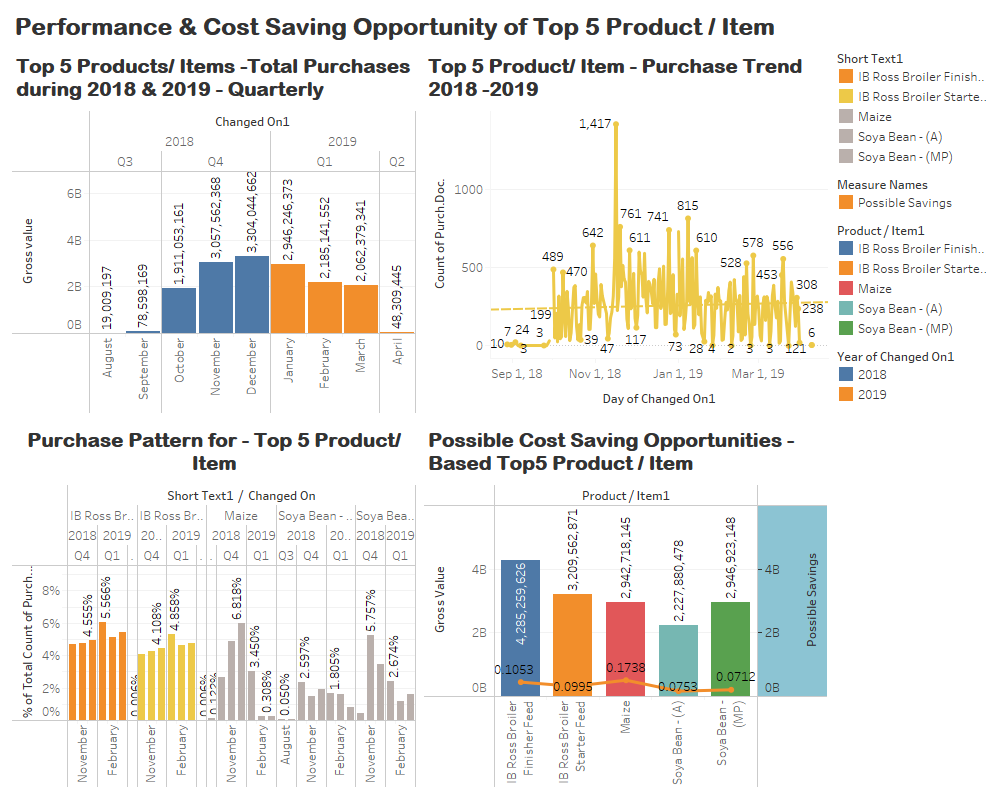 Performance & Cost Saving Opportunity of Top 5 Product / Item
Top 5 Products/ Items -Total Purchases
during 2018 & 2019 - Quarterly
Changed On1
2018
2019
Q3
Q4
Q1
Q2
Gross value
6B
4B
2B
0B
19,009,197
78,598,169
1,911,053,161
3,057,562,368
3,304,044,662
2,946,246,373
2,185,141,552
2,062,379,341
48,309,445
August
September
October
November
December
January
February
March
April
Top 5 Product/ Item - Purchase Trend
2018 -2019
Count of Purch.Doc.
1000
500
0
1,417
489
470
642
761
611
741
815
610
528
578
453
556
308
238
199
10
7
24
3
3
39
47
117
73
28
4
2
3
3
121
6
Sep 1, 18
Nov 1, 18
Jan 1, 19
Mar 1, 19
Day of Changed On1
Short Text1
IB Ross Broiler Finish..
IB Ross Broiler Starte..
Maize
Soya Bean - (A)
Soya Bean - (MP)
Measure Names
Possible Savings
Product / Item1
IB Ross Broiler Finish..
IB Ross Broiler Starte..
Maize
Soya Bean - (A)
Soya Bean - (MP)
Year of Changed On1
2018
2019
Purchase Pattern for - Top 5 Product/
Item
Short Text1 / Changed On
IB Ross Br..
IB Ross Br..
Maize
Soya Bean - ..
Soya Bea..
2018
2019
20..
2019
2018
2019
2018
20..
2018
2019
Q4
Q1
.
Q4
Q1
.
.
Q4
Q1
Q3
Q4
Q1
Q4
Q1
% of Total Count of Purch...
8%
6%
4%
2%
0%
4.555%
5.566%
0.006%
4.108%
4.858%
0.006%
0.122%
6.818%
3.450%
0.308%
0.050%
2.597%
1.805%
5.757%
2.674%
November
February
November
February
November
February
August
November
February
November
February
Possible Cost Saving Opportunities -
Based Top5 Product / Item
Product / Item1
Gross Value
4B
2B
0B
4,285,259,626
3,209,562,871
2,942,718,145
2,227,880,478
2,946,923,148
0.1053
0.0995
0.1738
0.0753
0.0712
4B
2B
0B
Possible Savings
IB Ross Broiler
Finisher Feed
IB Ross Broiler
Starter Feed
Maize
Soya Bean - (A)
Soya Bean -
(MP)